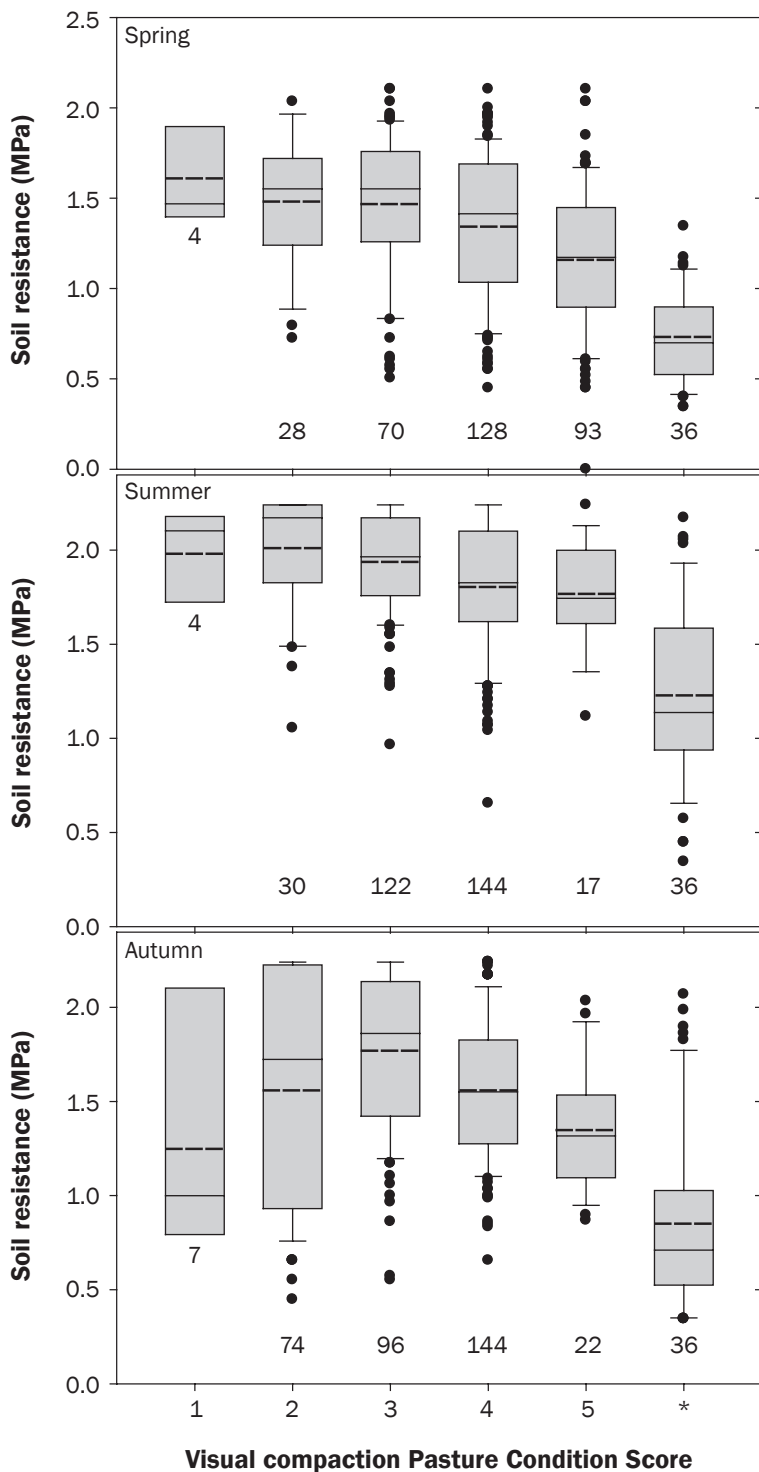 2.5
Spring
2.0
1.5
1.0
0.5
0.0
Soil resistance (MPa)
4
28 70 128 93 36
Summer
2.0
1.5
1.0
0.5
0.0
Soil resistance (MPa)
4
30 122 144 17 36
Autumn
2.0
1.5
1.0
0.5
0.0
Soil resistance (MPa)
7
74 96 144 22 36
1 2 3 4 5 *
Visual compaction Pasture Condition Score